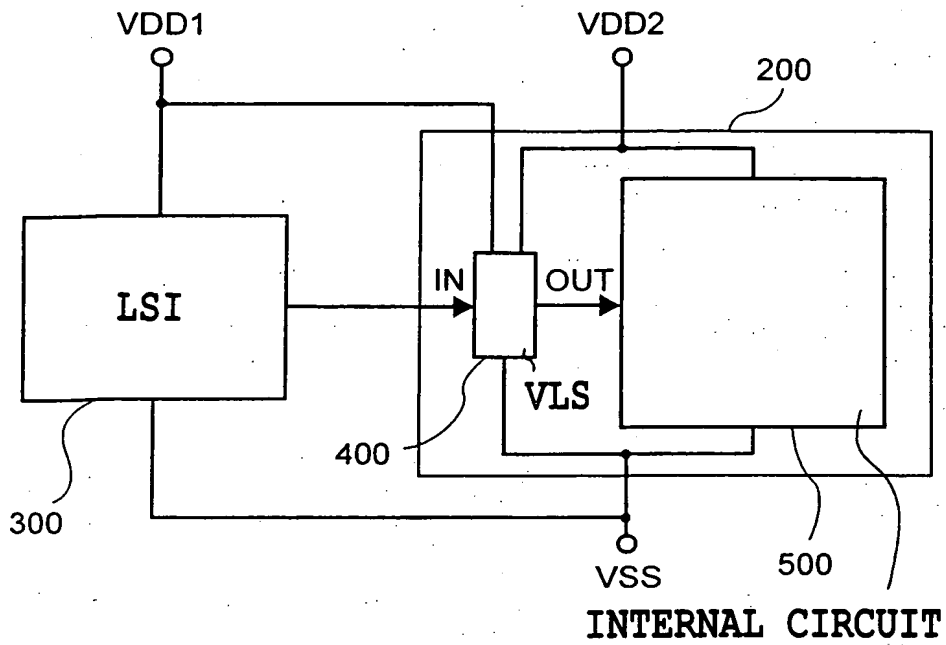 VDD1
VDD2
200
LSI
IN
OUT
VLS
400
300
500
VSS
INTERNAL CIRCUIT